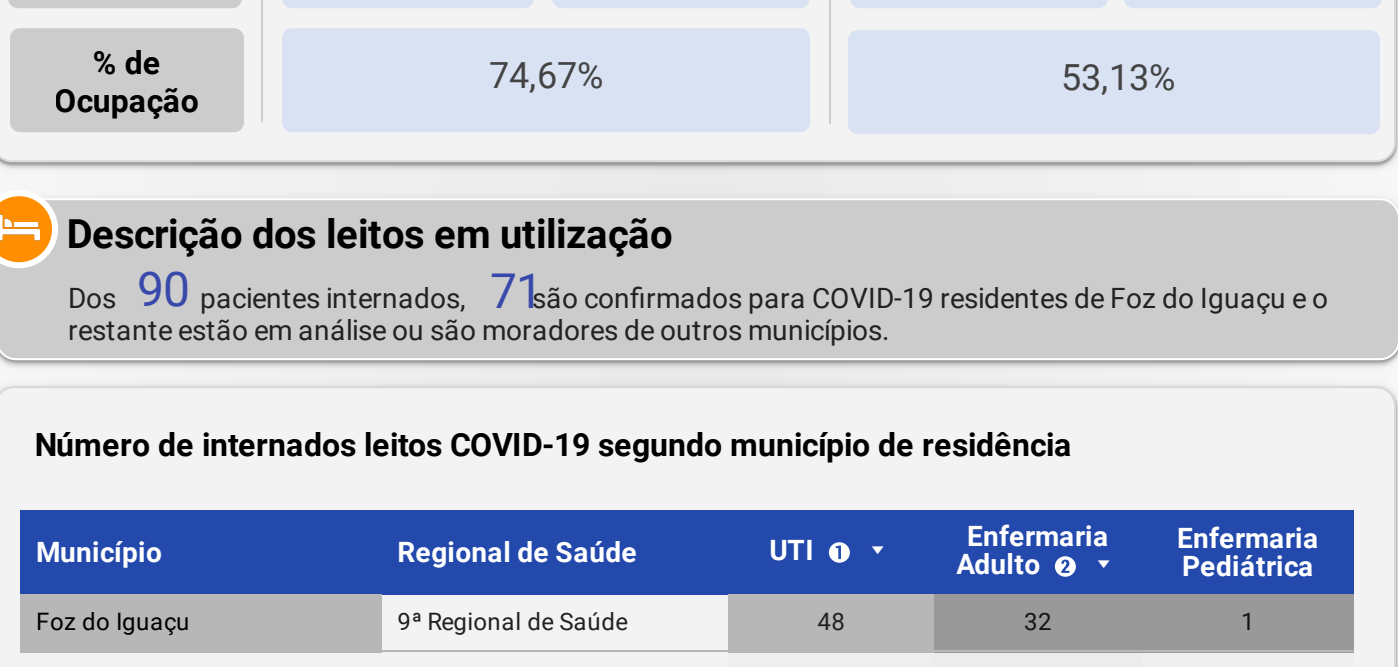 % de
Ocupação
74,67%
53,13%
Descrição dos leitos em utilização
Dos 90 pacientes internados, 71 são confirmados para COVID-19 residentes de Foz do Iguaçu e o
restante estão em análise ou são moradores de outros municípios.
Número de internados leitos COVID-19 segundo município de residência
Município
Regional de Saúde
UTI ❶ ▼
Enfermaria
Adulto ❷ ▼
Enfermaria
Pediátrica
Foz do Iguaçu
9ª Regional de Saúde
48
32
1